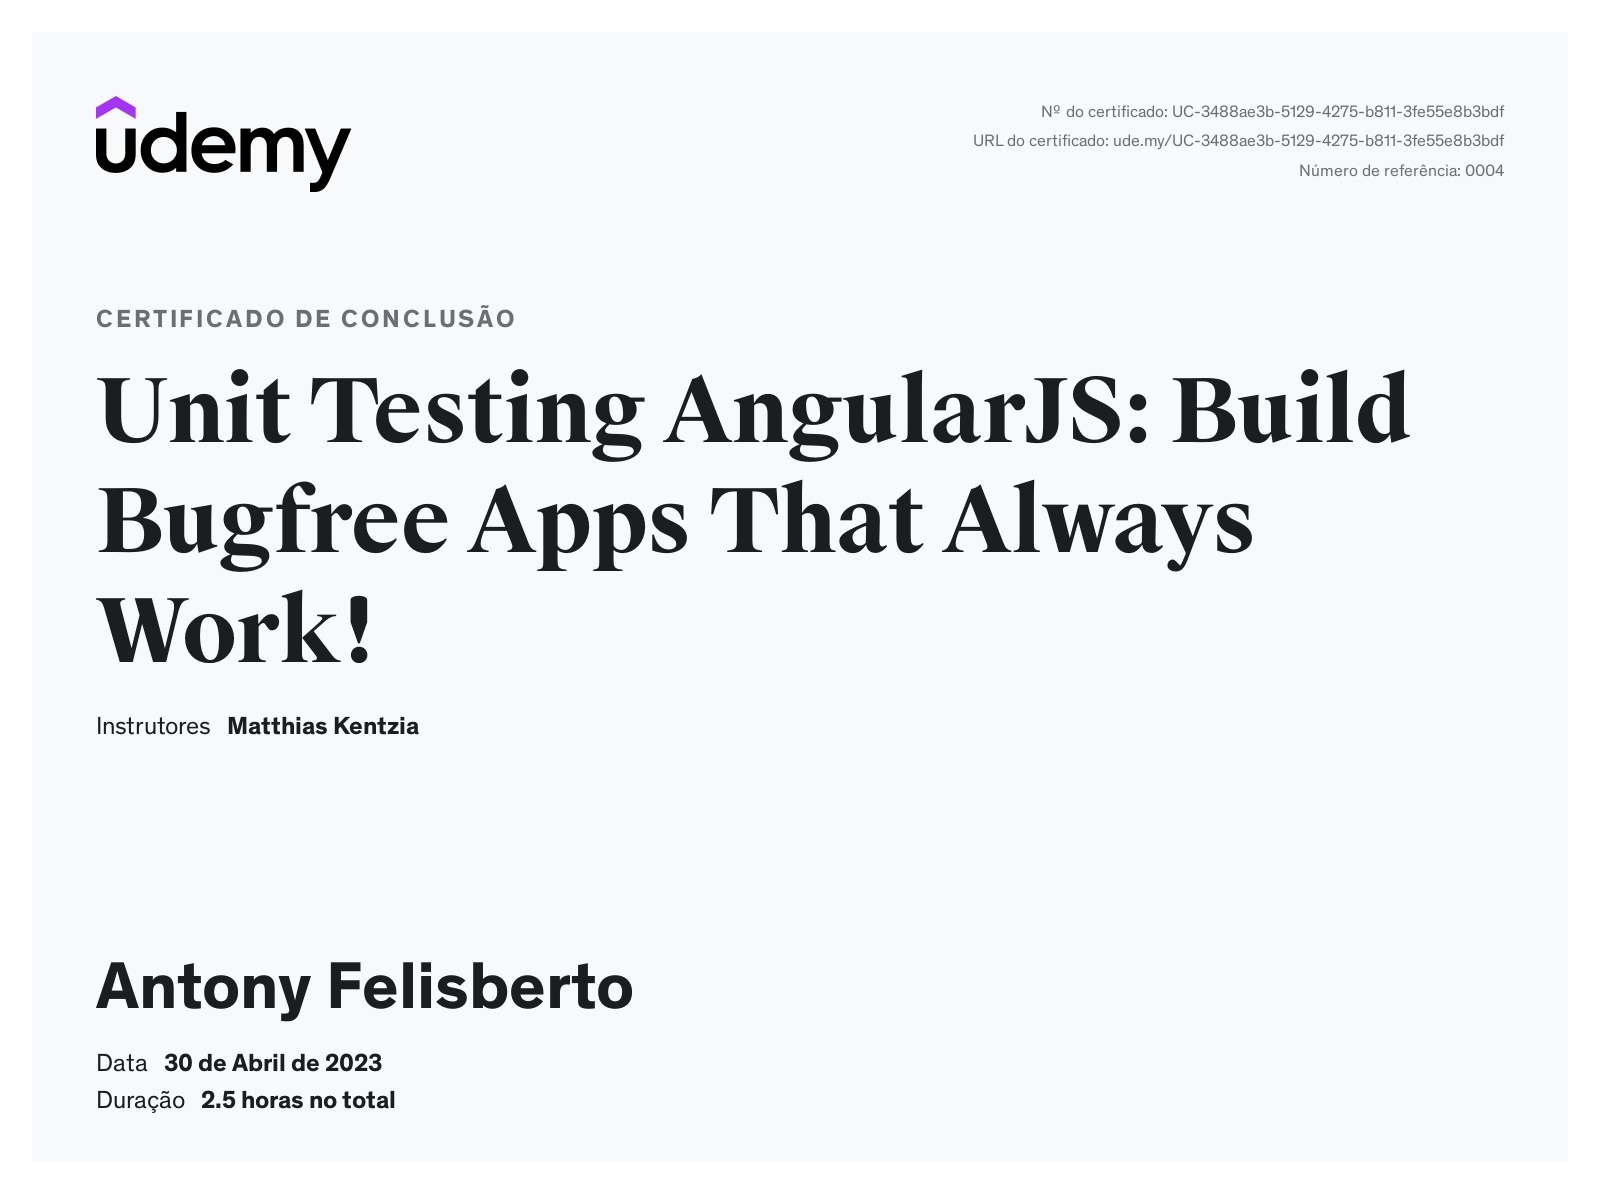 udemy
Nº do certificado: UC-3488ae3b-5129-4275-b811-3fe55e8b3bdf
URL do certificado: ude.my/UC-3488ae3b-5129-4275-b811-3fe55e8b3bdf
Número de referência: 0004
CERTIFICADO DE CONCLUSÃO
Unit Testing AngularJS: Build
Bugfree Apps That Always
Work!
Instrutores Matthias Kentzia
Antony Felisberto
Data 30 de Abril de 2023
Duração 2.5 horas no total